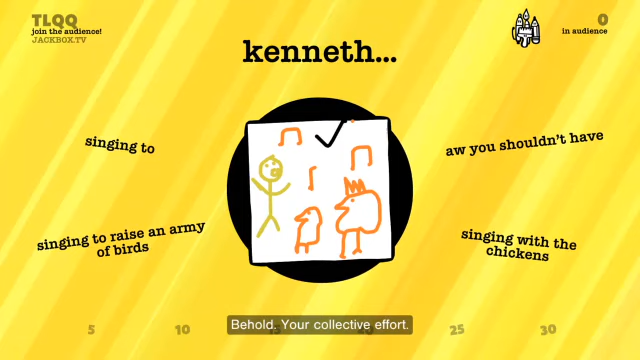 TLQQ
join the audience!
JACKBOX.TV
0
in audience
kenneth...
singing to
aw you shouldn't have
singing to raise an army
of birds
singing with the
chickens
5
10
25
30
Behold. Your collective effort.